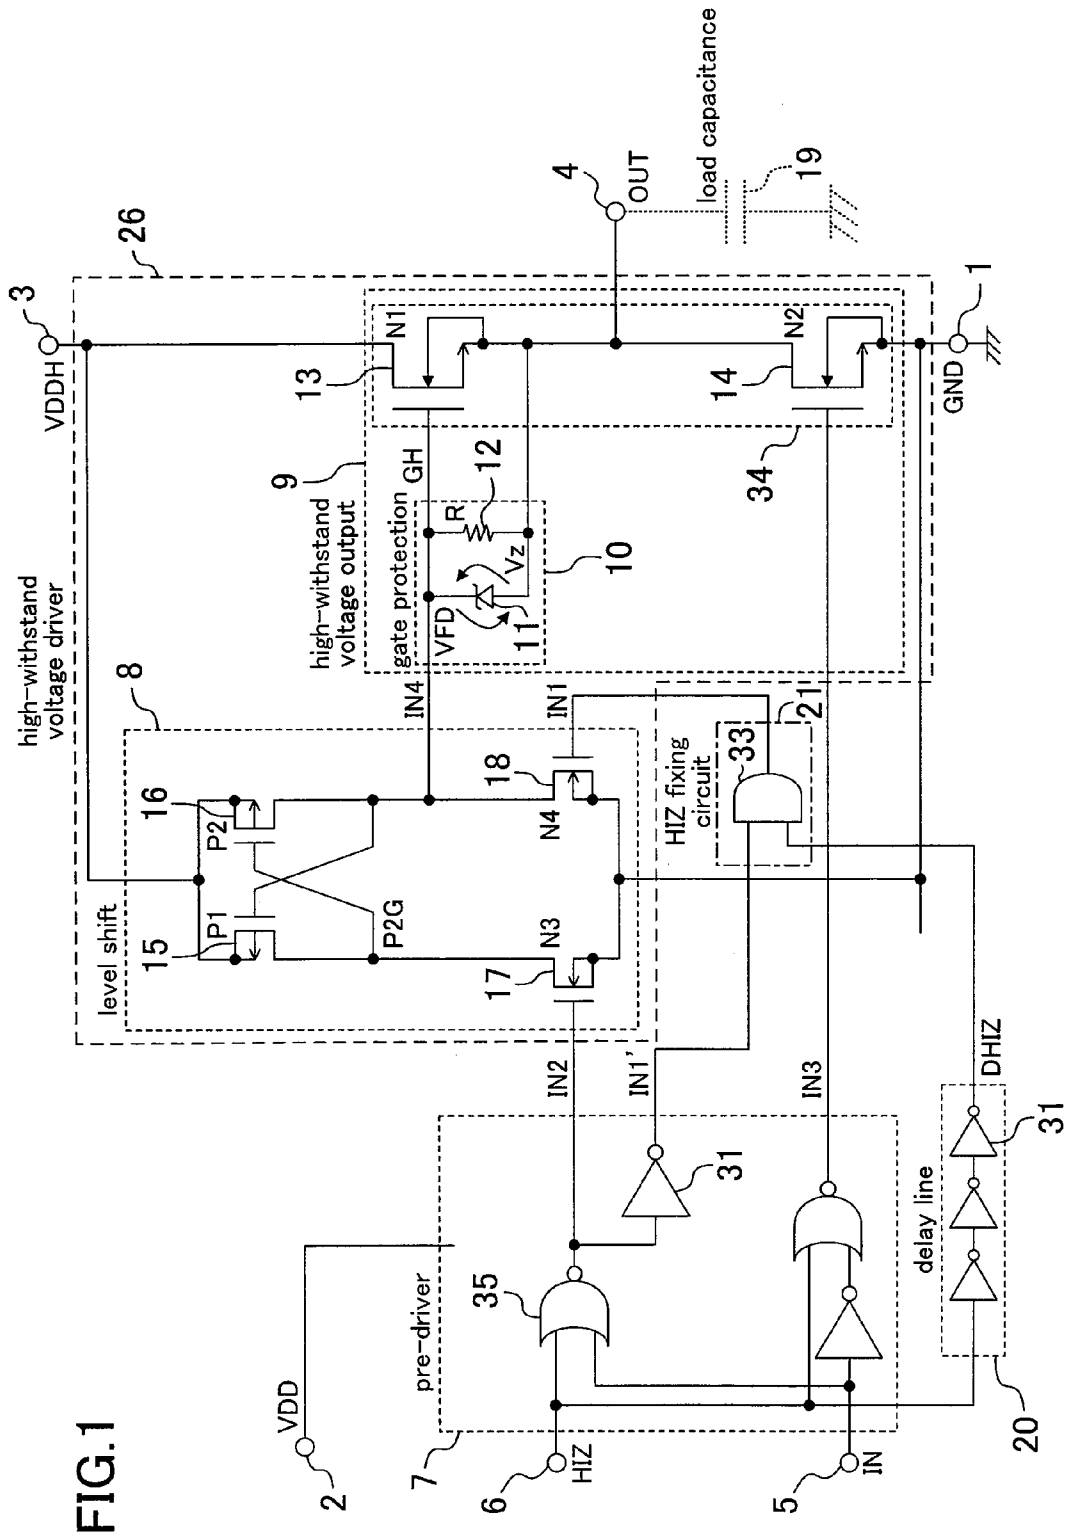 FIG.1
VDD
2
6
HIZ
5
IN
7
pre-driver
35
31
IN2
IN1'
IN3
delay line
20
31
DHIZ
high-withstand
voltage driver
26
level shift
8
15
P1
P2
16
P2G
17
N3
N4
18
IN4
IN1
HIZ fixing
circuit
33
21
high-withstand
voltage output
9
gate protection
GH
VFD
11
Vz
R
12
10
13
N1
14
N2
34
VDDH
3
4
OUT
load capacitance
19
GND
1